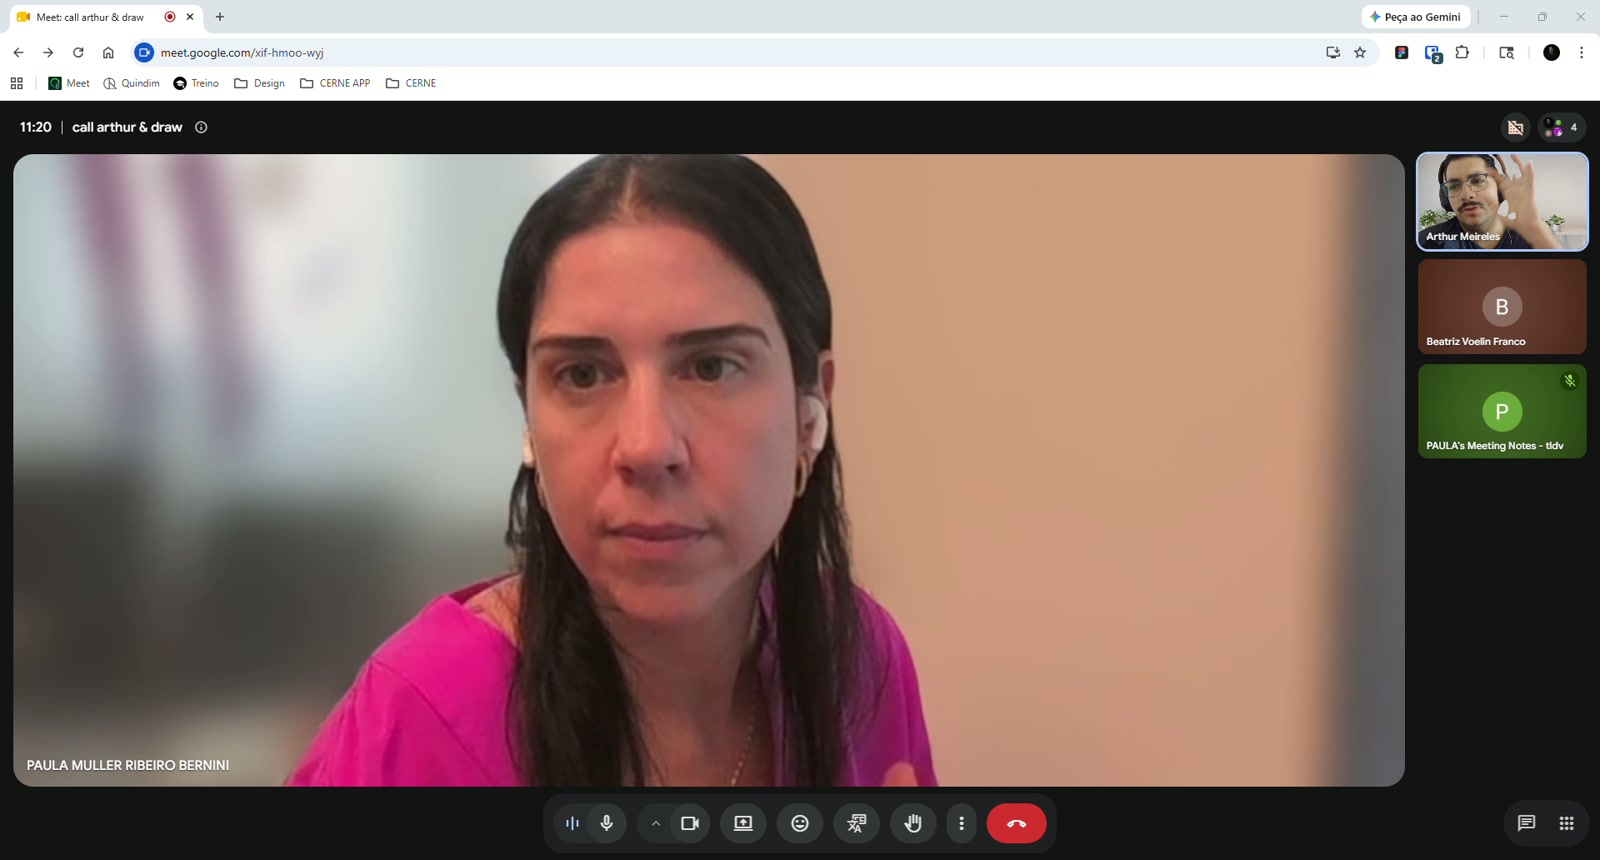 Meet: call arthur & draw
Peça ao Gemini
meet.google.com/xif-hmoo-wyj
2
Meet
Quindim
Treino
Design
CERNE APP
CERNE
11:20
call arthur & draw
4
Arthur Meireles
B
Beatriz Voelin Franco
P
PAULA's Meeting Notes - tldv
PAULA MULLER RIBEIRO BERNINI